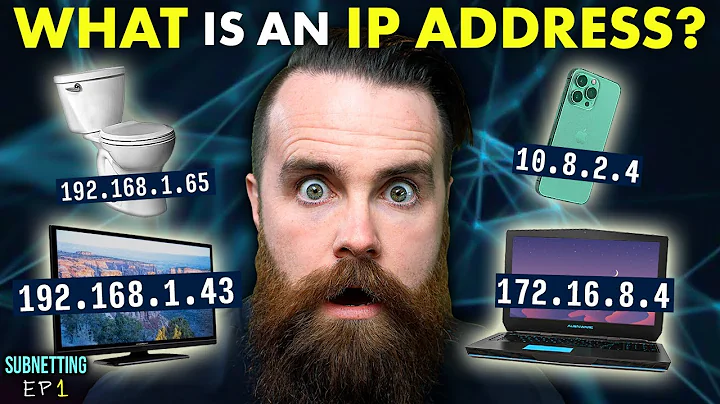 WHAT IS AN IP ADDRESS?
192.168.1.65
10.8.2.4
192.168.1.43
172.16.8.4
ALIENWARE
SUBNETTING
EP 1